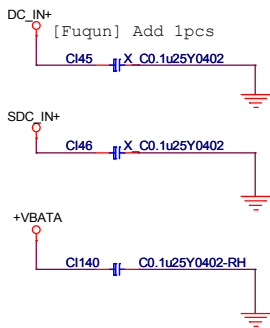 DC_IN+
[Fuqun] Add 1pcs
CI45 X_C0.1u25Y0402
SDC_IN+
CI46 X_C0.1u25Y0402
+VBATA
CI140 C0.1u25Y0402-RH